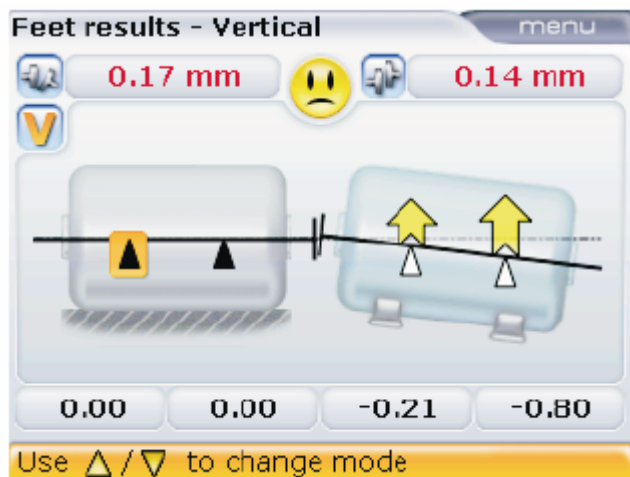 Feet results - Vertical
menu
0.17 mm
0.14 mm
V
0.00
0.00
-0.21
-0.80
Use △ / ▽ to change mode